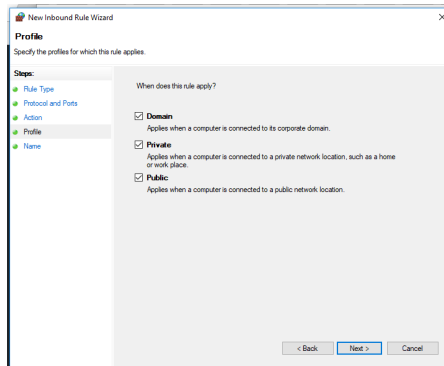 New Inbound Rule Wizard
Profile
Specify the profiles for which this rule applies.
Steps:
Rule Type
Protocol and Ports
Action
Profile
Name
When does this rule apply?
Domain
Applies when a computer is connected to its corporate domain.
Private
Applies when a computer is connected to a private network location, such as a home
or work place.
Public
Applies when a computer is connected to a public network location.
< Back
Next >
Cancel